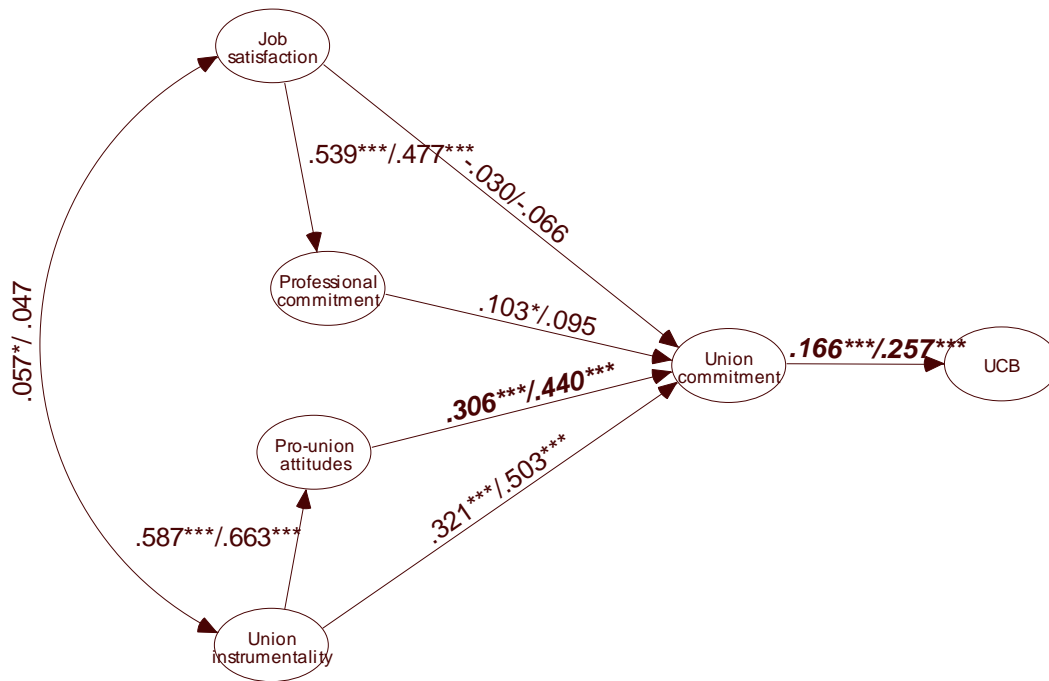 Job
satisfaction
.539***/.477***
-.030/-.066
.057*/ .047
Professional
commitment
.103*/.095
Union
commitment
.166***/.257***
UCB
.306***/.440***
Pro-union
attitudes
.321***/.503***
.587***/.663***
Union
instrumentality